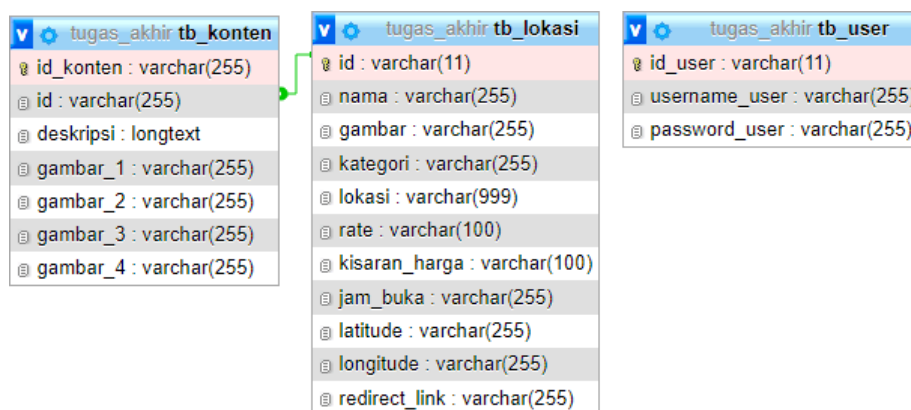 tugas_akhir tb_konten
id_konten : varchar(255)
id : varchar(255)
deskripsi : longtext
gambar_1 : varchar(255)
gambar_2 : varchar(255)
gambar_3 : varchar(255)
gambar_4 : varchar(255)
tugas_akhir tb_lokasi
id : varchar(11)
nama : varchar(255)
gambar : varchar(255)
kategori : varchar(255)
lokasi : varchar(999)
rate : varchar(100)
kisaran_harga : varchar(100)
jam_buka : varchar(255)
latitude : varchar(255)
longitude : varchar(255)
redirect_link : varchar(255)
tugas_akhir tb_user
id_user : varchar(11)
username_user : varchar(255)
password_user : varchar(255)